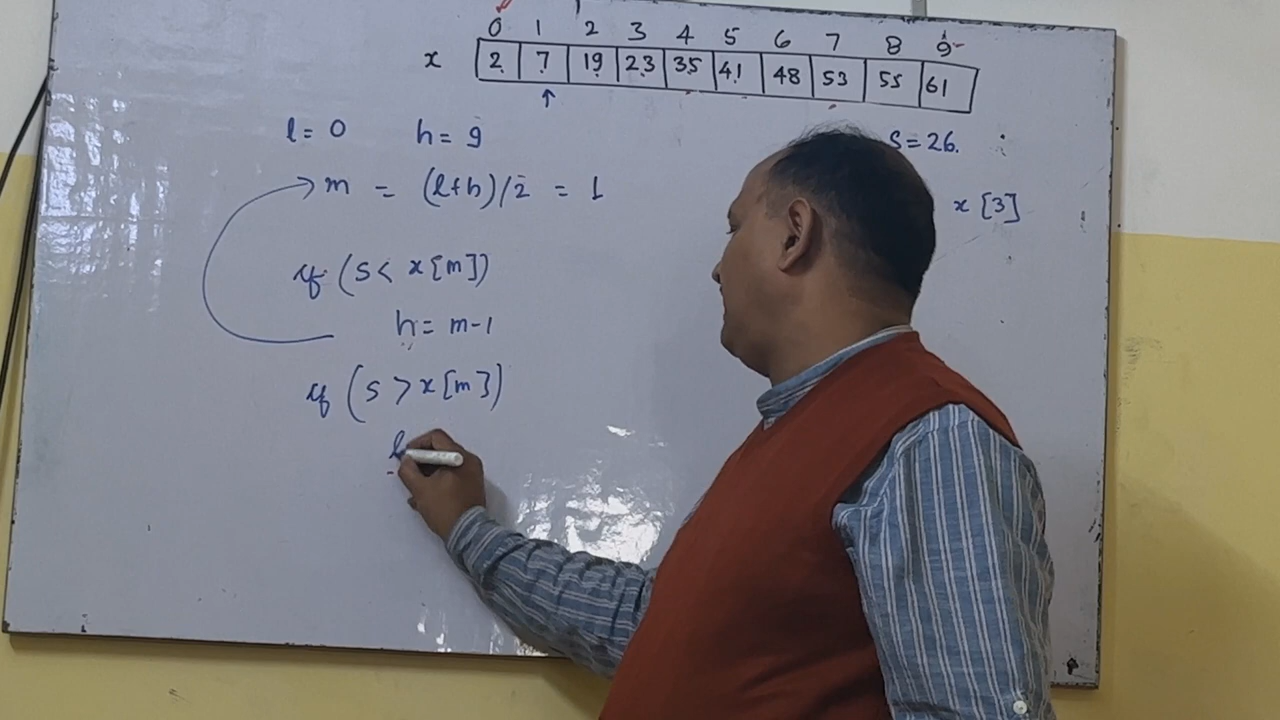 0 1 2 3 4 5 6 7 8 9
x 2 7 19 23 35 41 48 53 55 61
↑
l = 0 h = 9 S = 26.
m = (l+h)/2 = 1 x [3]
if (S < x[m])
h = m-1
if (S > x[m])
l